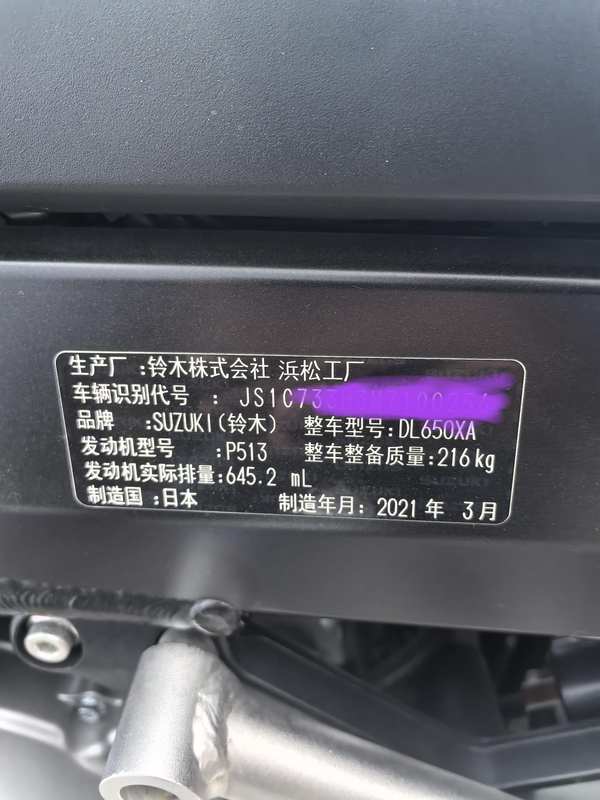 生产厂 :铃木株式会社 浜松工厂
车辆识别代号 : JS1C73
品牌 :SUZUKI(铃木) 整车型号:DL650XA
发动机型号 :P513 整车整备质量:216kg
发动机实际排量:645.2 mL
制造国 :日本 制造年月:2021 年 3 月